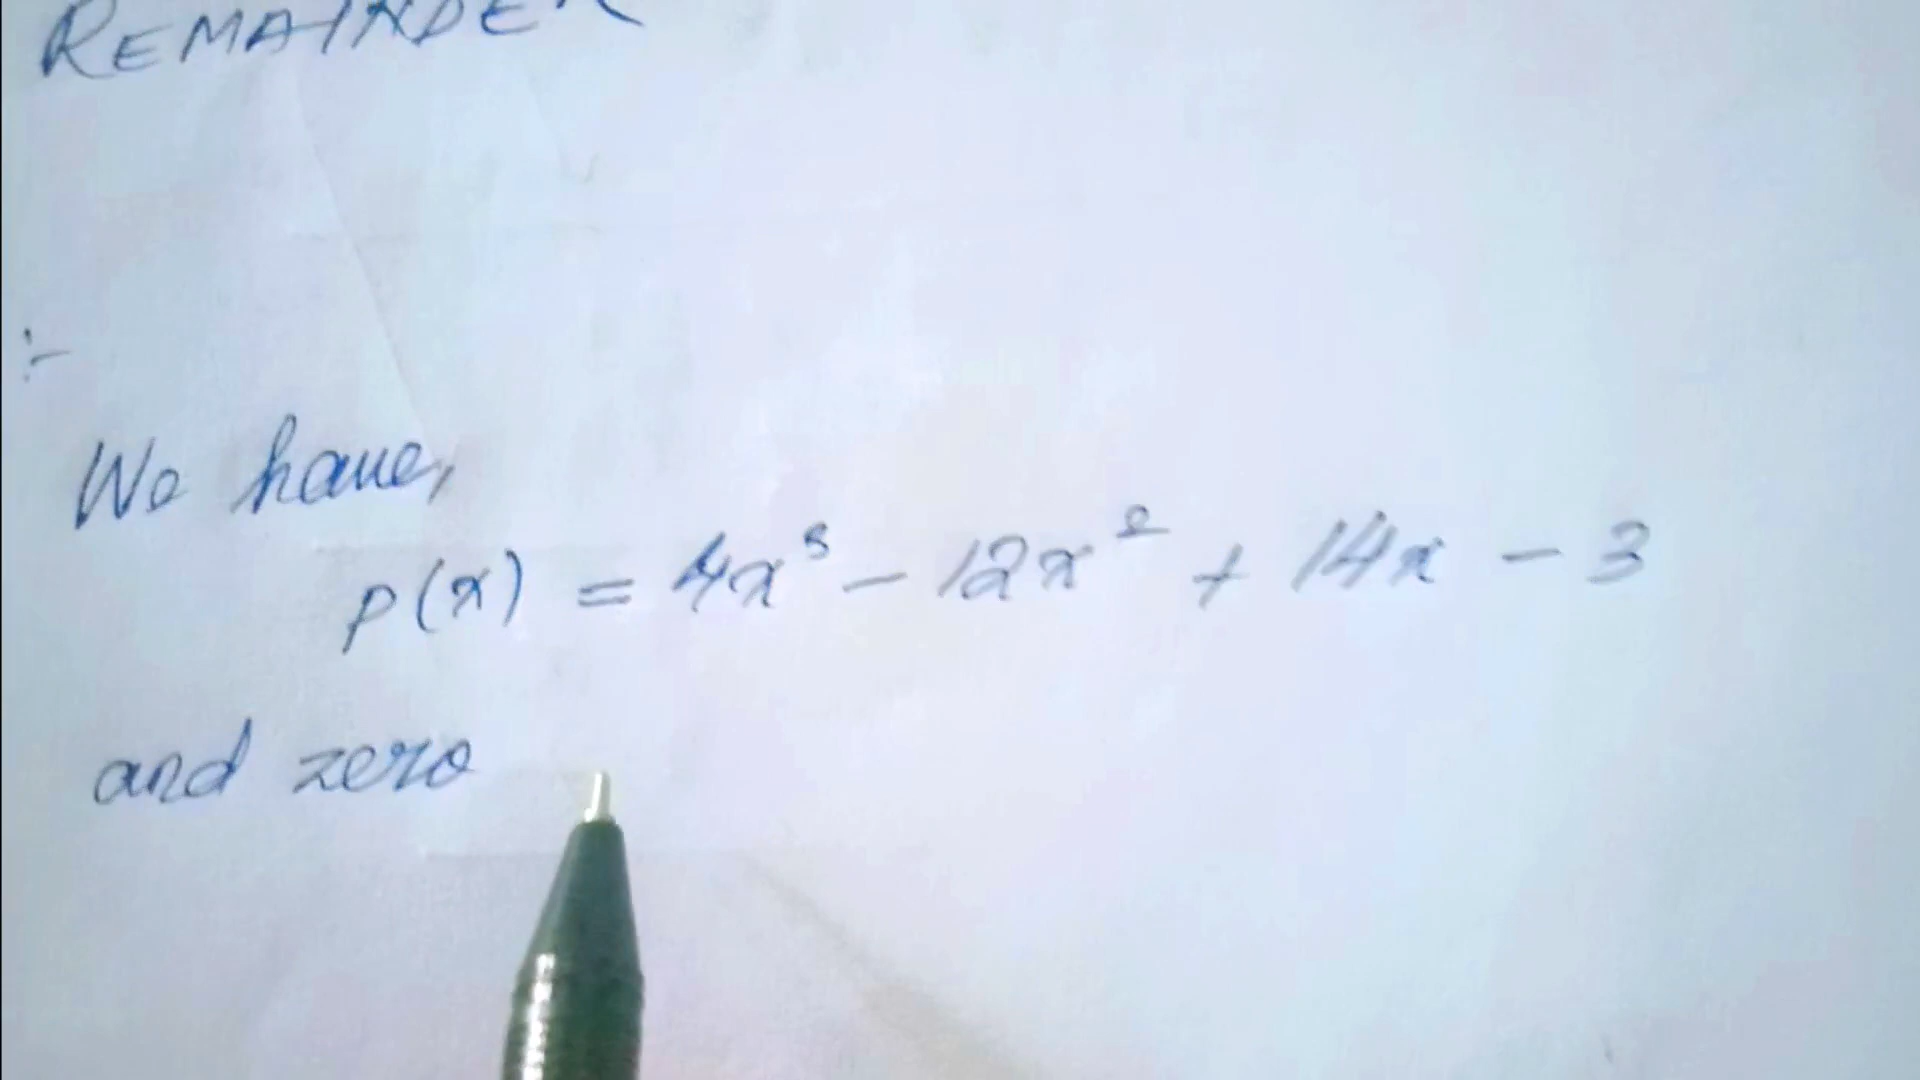 REMAINDER
:-
We have,
p(x) = 4x³ - 12x² + 14x - 3
and zero